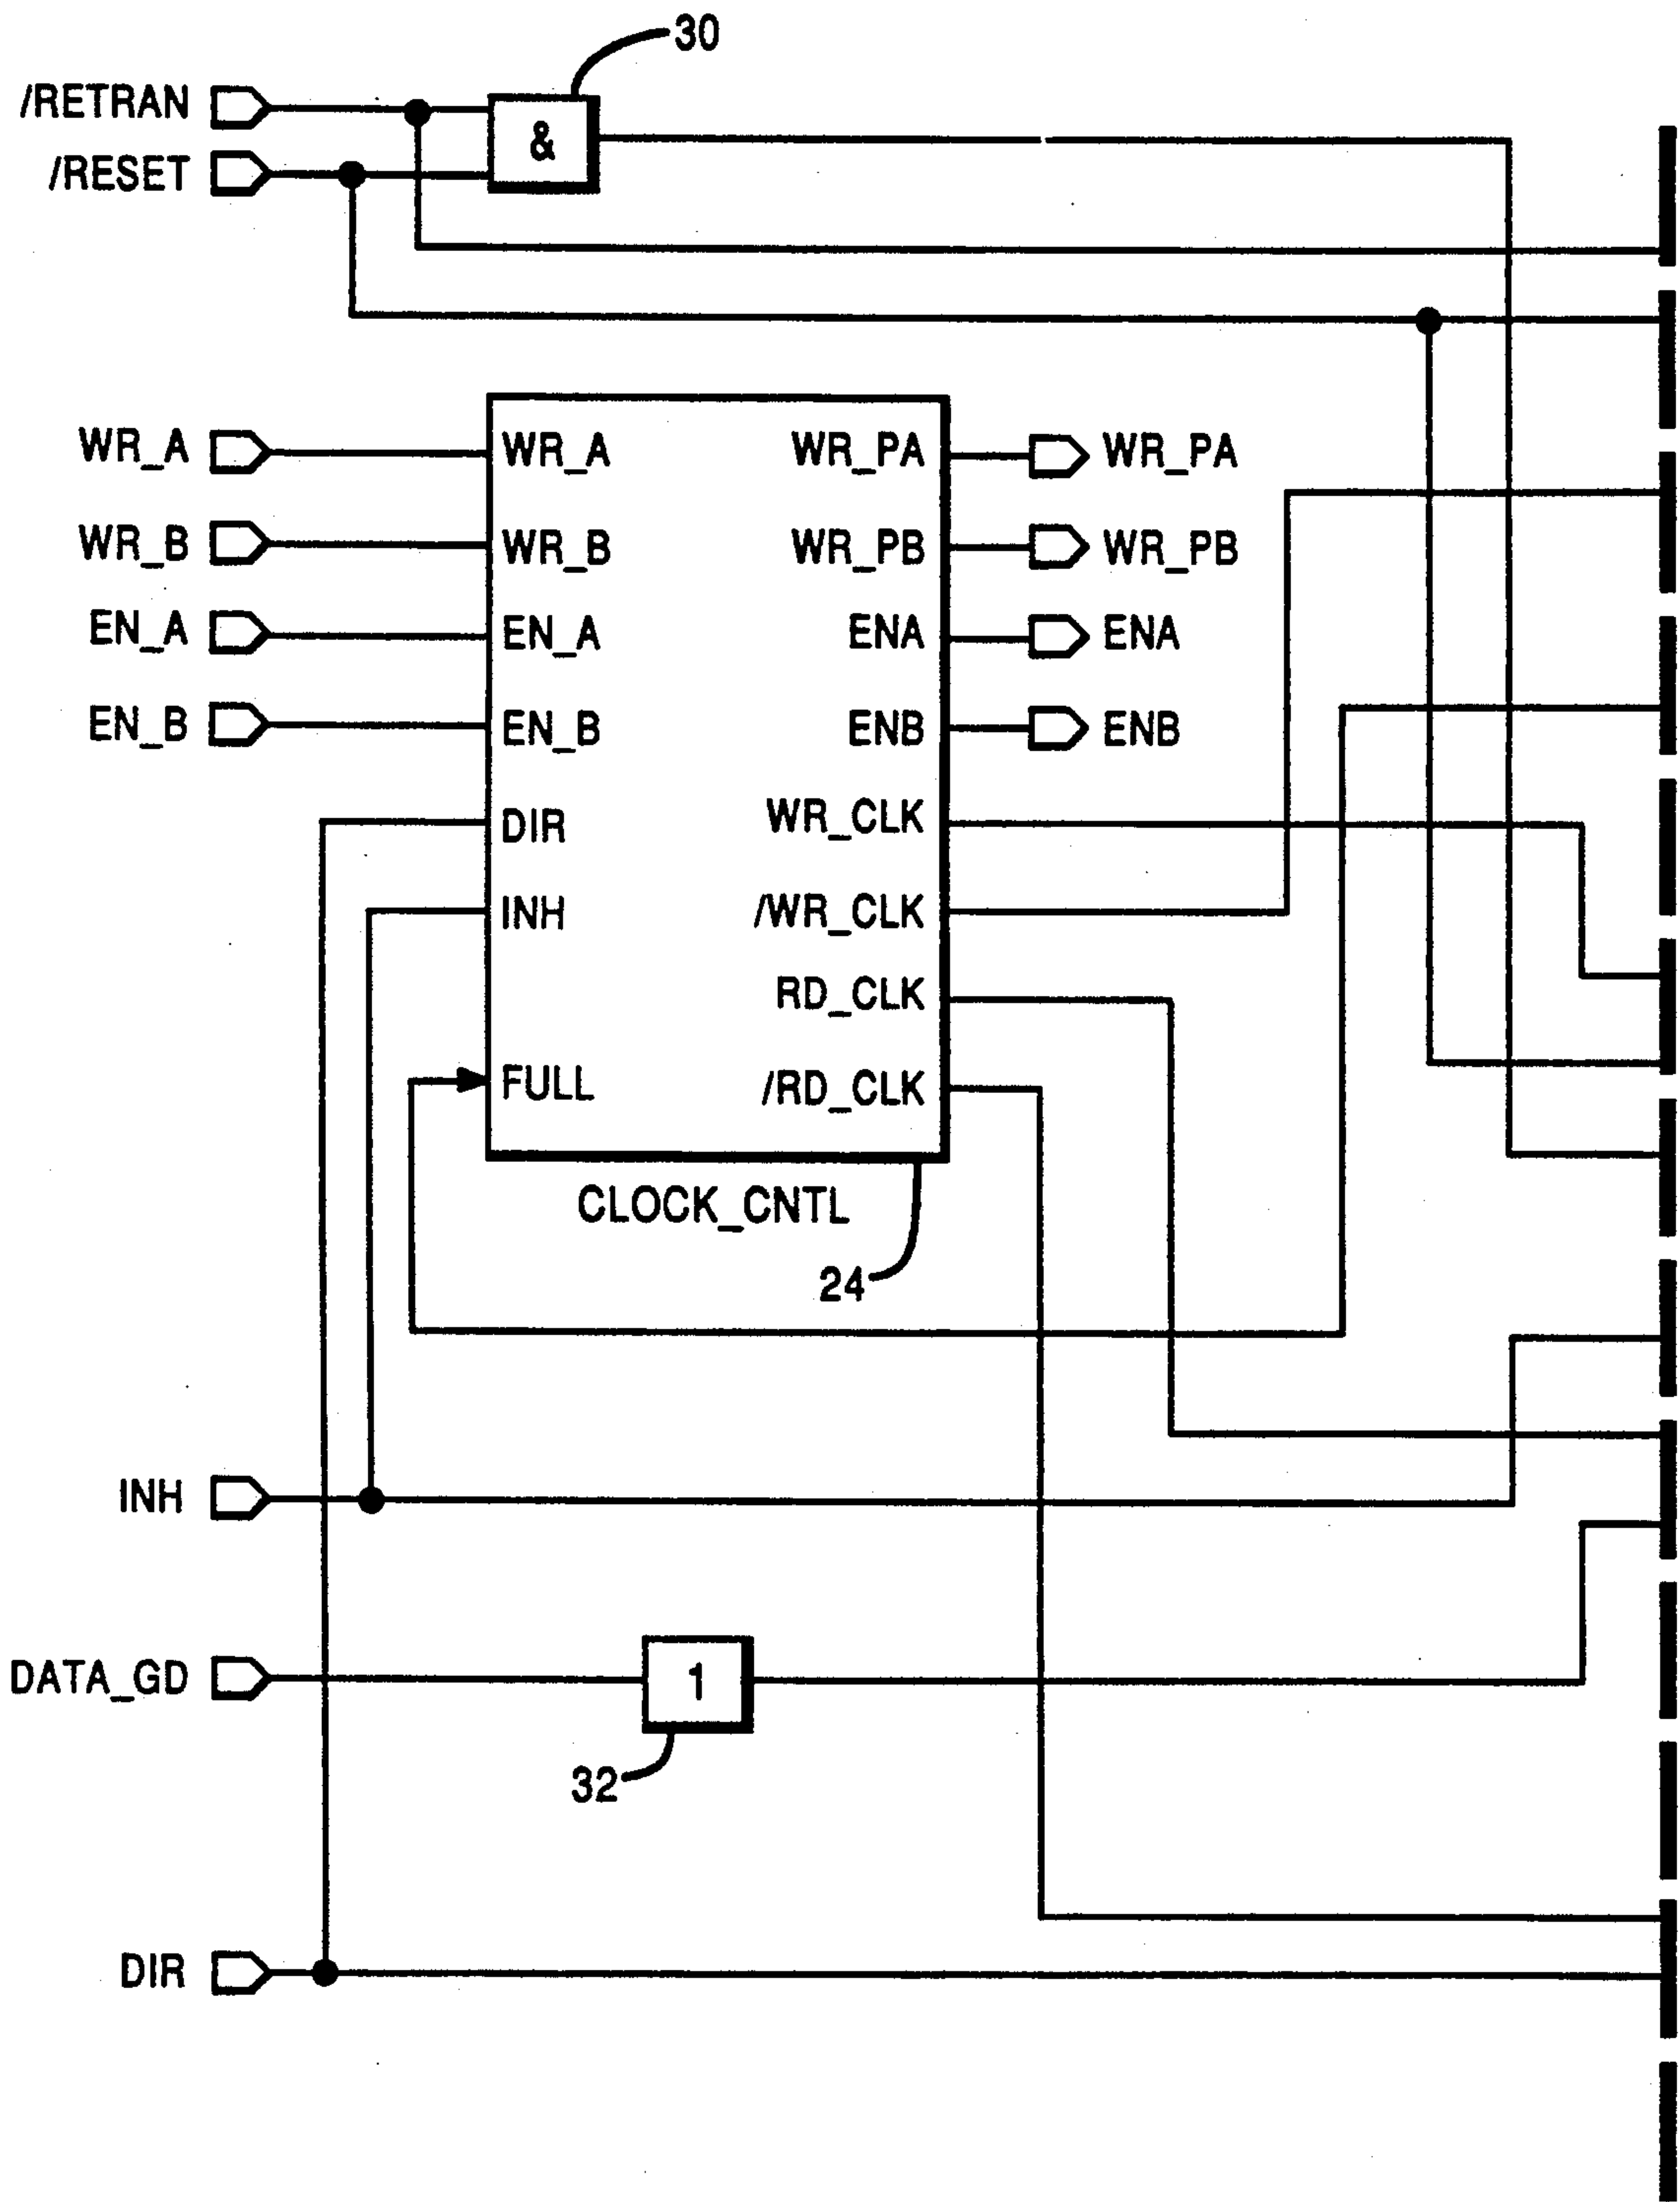 30
/RETRAN
&
/RESET
WR_A WR_A WR_PA WR_PA
WR_B WR_B WR_PB WR_PB
EN_A EN_A ENA ENA
EN_B EN_B ENB ENB
DIR WR_CLK
INH /WR_CLK
RD_CLK
FULL /RD_CLK
CLOCK_CNTL
24
INH
DATA_GD 1
32
DIR